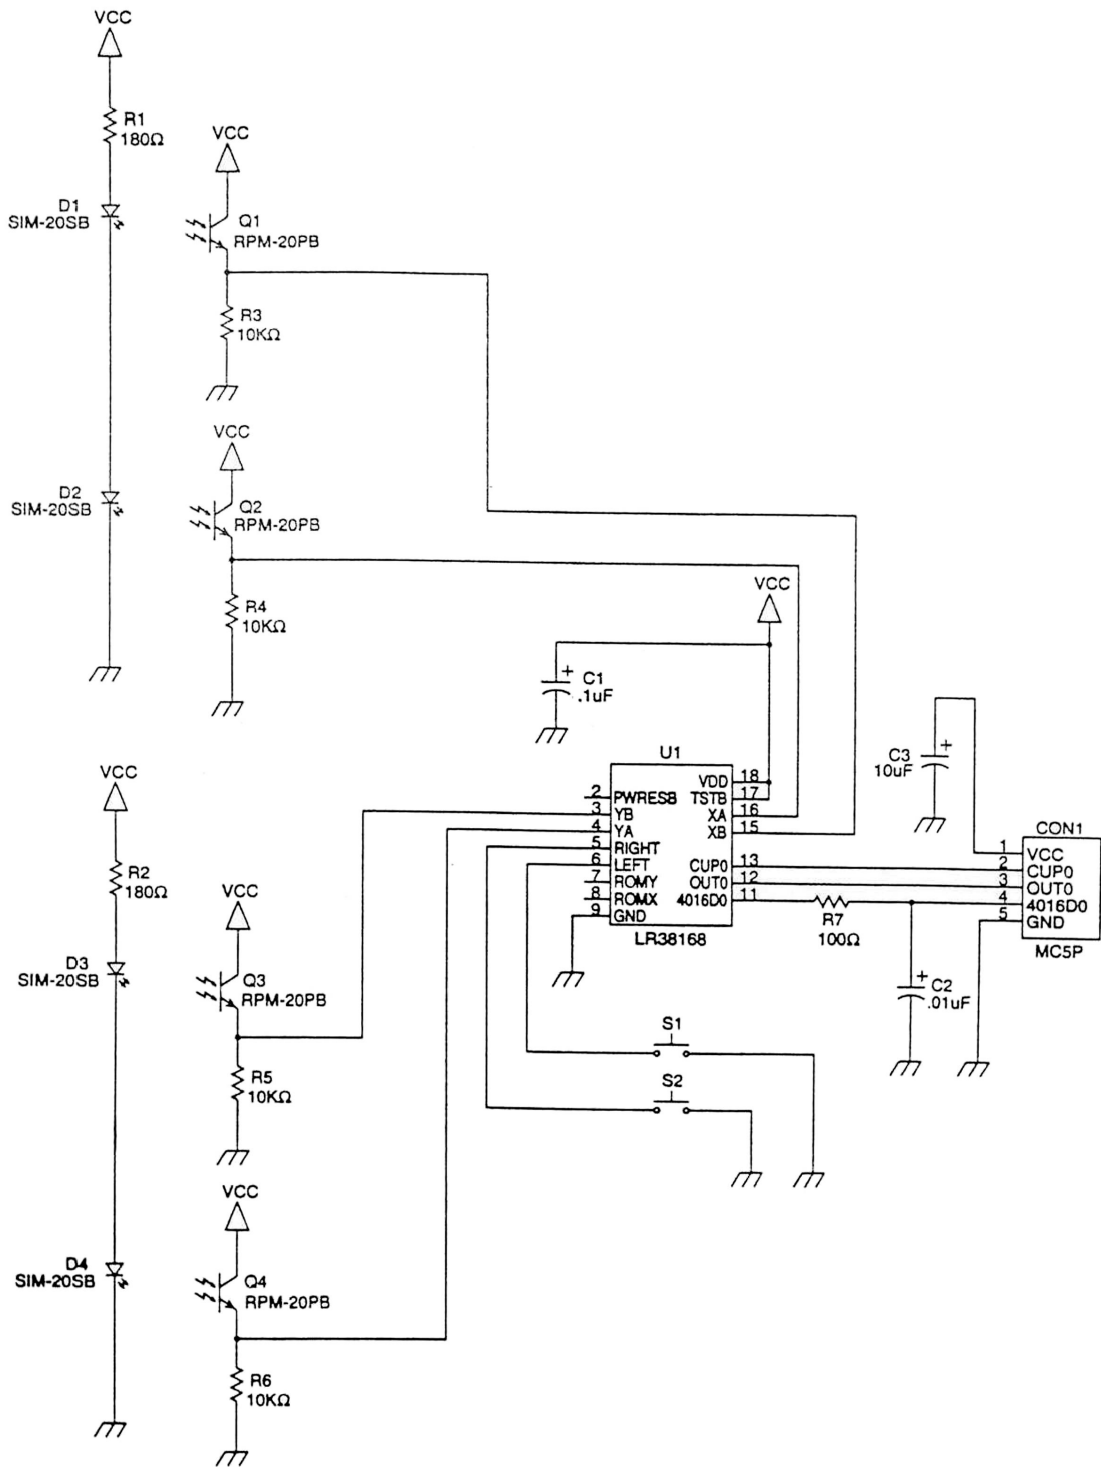 VCC
R1
180Ω
D1
SIM-20SB
VCC
Q1
RPM-20PB
R3
10KΩ
VCC
D2
SIM-20SB
Q2
RPM-20PB
R4
10KΩ
VCC
+
C1
.1uF
U1
2 PWRESB
3 YB
4 YA
5 RIGHT
6 LEFT
7 ROMY
8 ROMX
9 GND
VDD 18
TSTB 17
XA 16
XB 15
CUP0 13
OUT0 12
4016D0 11
LR38168
C3
10uF
+
CON1
1 VCC
2 CUP0
3 OUT0
4 4016D0
5 GND
MC5P
R7
100Ω
+
C2
.01uF
S1
S2
VCC
R2
180Ω
D3
SIM-20SB
VCC
Q3
RPM-20PB
R5
10KΩ
VCC
D4
SIM-20SB
Q4
RPM-20PB
R6
10KΩ